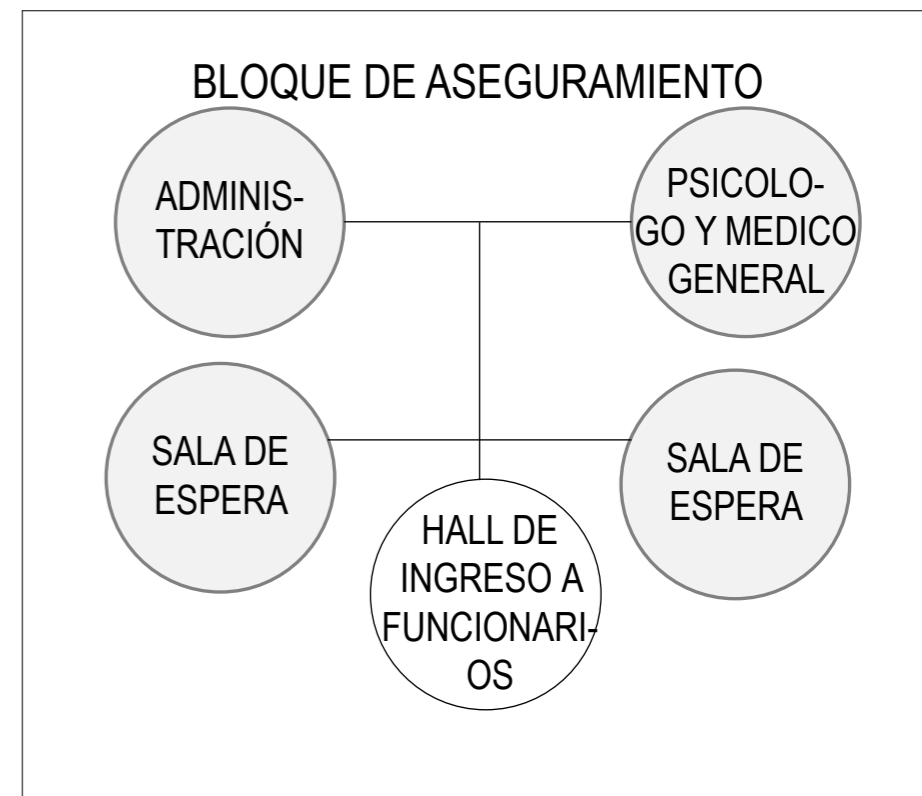 BLOQUE DE ASEGURAMIENTO
ADMINIS-
TRACIÓN
PSICOLO-
GO Y MEDICO
GENERAL
SALA DE
ESPERA
SALA DE
ESPERA
HALL DE
INGRESO A
FUNCIONARI-
OS